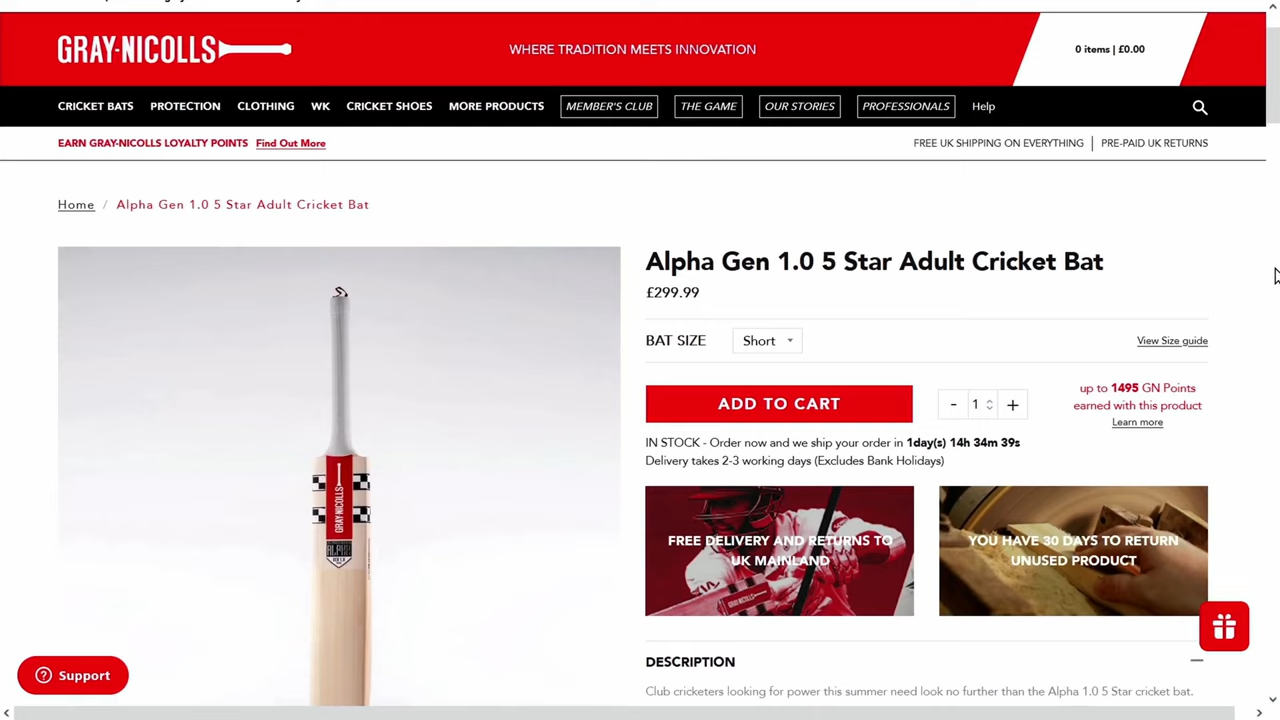 GRAY-NICOLLS
WHERE TRADITION MEETS INNOVATION
0 items | £0.00
CRICKET BATS PROTECTION CLOTHING WK CRICKET SHOES MORE PRODUCTS MEMBER'S CLUB THE GAME OUR STORIES PROFESSIONALS Help
EARN GRAY-NICOLLS LOYALTY POINTS Find Out More
FREE UK SHIPPING ON EVERYTHING | PRE-PAID UK RETURNS
Home / Alpha Gen 1.0 5 Star Adult Cricket Bat
GRAY-NICOLLS
ALPHA
Alpha Gen 1.0 5 Star Adult Cricket Bat
£299.99
BAT SIZE Short View Size guide
ADD TO CART - 1 +
up to 1495 GN Points
earned with this product
Learn more
IN STOCK - Order now and we ship your order in 1day(s) 14h 34m 39s
Delivery takes 2-3 working days (Excludes Bank Holidays)
FREE DELIVERY AND RETURNS TO
UK MAINLAND
YOU HAVE 30 DAYS TO RETURN
UNUSED PRODUCT
DESCRIPTION
Club cricketers looking for power this summer need look no further than the Alpha 1.0 5 Star cricket bat.
Support